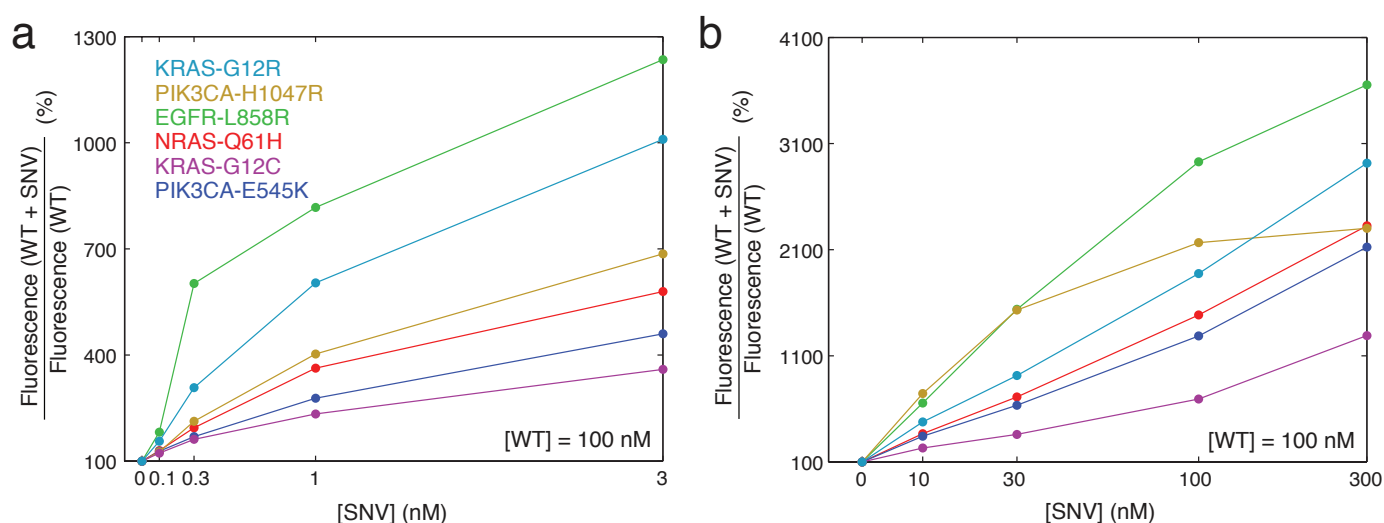 a
Fluorescence (WT + SNV)
Fluorescence (WT)
(%)
1300
1000
700
400
100
KRAS-G12R
PIK3CA-H1047R
EGFR-L858R
NRAS-Q61H
KRAS-G12C
PIK3CA-E545K
[WT] = 100 nM
0 0.1 0.3 1 3
[SNV] (nM)
b
Fluorescence (WT + SNV)
Fluorescence (WT)
(%)
4100
3100
2100
1100
100
[WT] = 100 nM
0 10 30 100 300
[SNV] (nM)